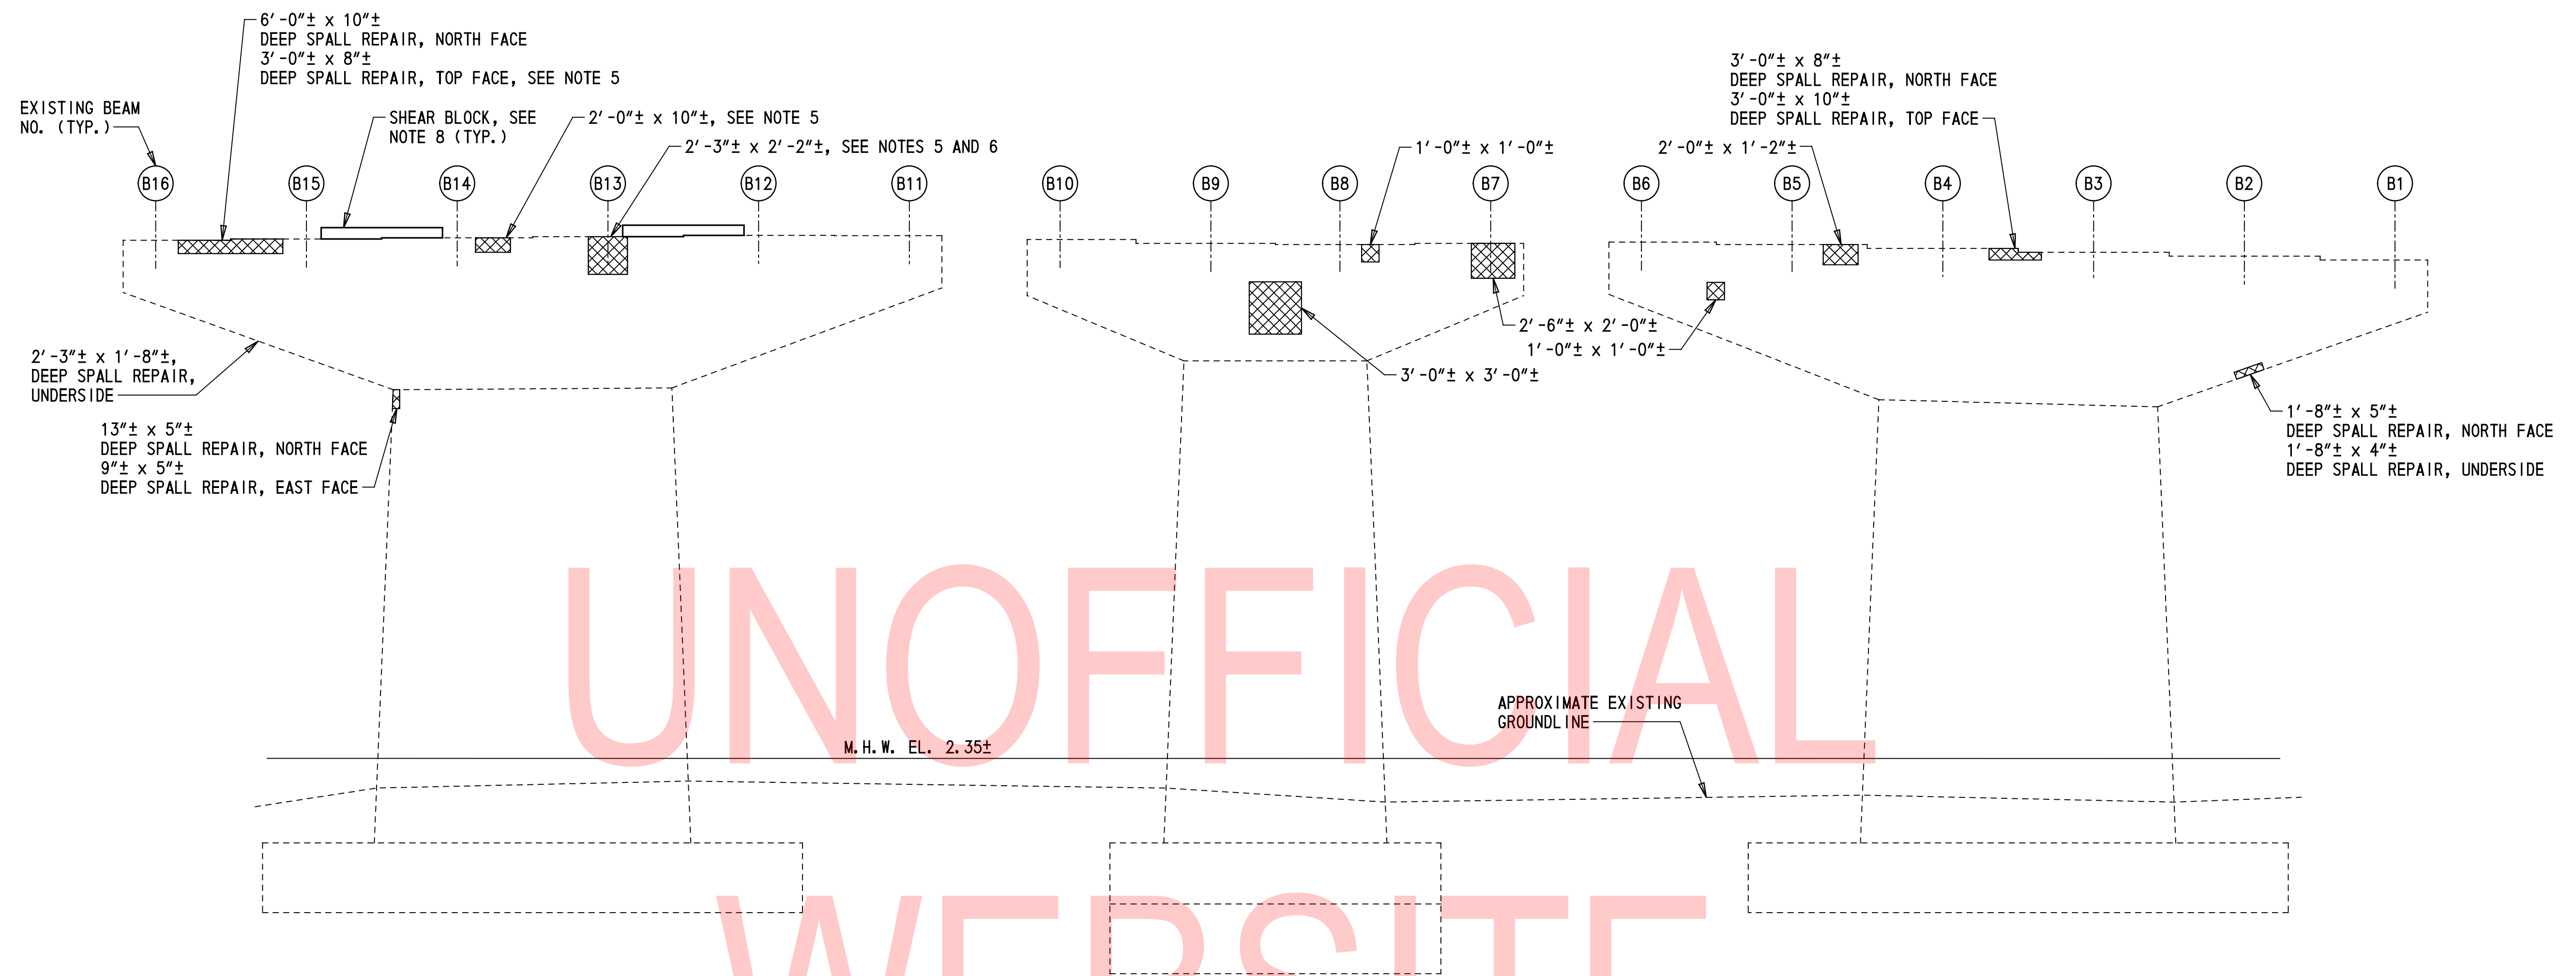 6'-0"± x 10"±
DEEP SPALL REPAIR, NORTH FACE
3'-0"± x 8"±
DEEP SPALL REPAIR, TOP FACE, SEE NOTE 5
EXISTING BEAM
NO. (TYP.)
SHEAR BLOCK, SEE
NOTE 8 (TYP.)
2'-0"± x 10"±, SEE NOTE 5
2'-3"± x 2'-2"±, SEE NOTES 5 AND 6
1'-0"± x 1'-0"±
3'-0"± x 8"±
DEEP SPALL REPAIR, NORTH FACE
3'-0"± x 10"±
DEEP SPALL REPAIR, TOP FACE
2'-0"± x 1'-2"±
B16
B15
B14
B13
B12
B11
B10
B9
B8
B7
B6
B5
B4
B3
B2
B1
2'-3"± x 1'-8"±,
DEEP SPALL REPAIR,
UNDERSIDE
13"± x 5"±
DEEP SPALL REPAIR, NORTH FACE
9"± x 5"±
DEEP SPALL REPAIR, EAST FACE
2'-6"± x 2'-0"±
1'-0"± x 1'-0"±
3'-0"± x 3'-0"±
1'-8"± x 5"±
DEEP SPALL REPAIR, NORTH FACE
1'-8"± x 4"±
DEEP SPALL REPAIR, UNDERSIDE
APPROXIMATE EXISTING
GROUNDLINE
M.H.W. EL. 2.35±
UNOFFICIAL
WEBSITE